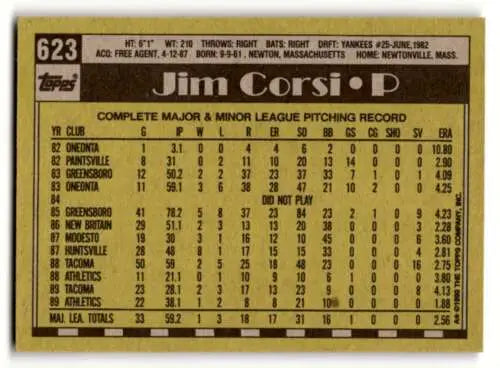 623
HT: 6'1" WT: 210 THROWS: RIGHT BATS: RIGHT DRFT: YANKEES #25-JUNE, 1982
ACQ: FREE AGENT, 4-12-87 BORN: 9-9-61, NEWTON, MASSACHUSETTS HOME: NEWTONVILLE, MASS.
Topps Jim Corsi • P
COMPLETE MAJOR & MINOR LEAGUE PITCHING RECORD
YR CLUB G IP W L R ER SO BB GS CG SHO SV ERA
82 ONEONTA 1 3.1 0 0 4 4 6 2 0 0 0 0 10.80
82 PAINTSVILLE 8 31 0 2 11 10 20 13 14 0 0 0 2.90
83 GREENSBORO 12 50.2 2 2 37 23 37 33 7 1 0 0 4.09
83 ONEONTA 11 59.1 3 6 38 28 47 21 10 2 0 0 4.25
84 DID NOT PLAY
85 GREENSBORO 41 78.2 5 8 37 23 84 23 2 1 0 9 4.23
86 NEW BRITAIN 29 51.1 2 3 13 13 20 38 0 0 0 3 2.28
87 MODESTO 19 30 3 1 16 12 45 23 0 0 0 6 3.60
87 HUNTSVILLE 28 48 8 1 17 15 33 15 0 0 0 4 2.81
88 TACOMA 50 59 2 5 25 18 48 23 0 0 0 16 2.75
88 ATHLETICS 11 21.1 0 1 10 9 10 6 1 0 0 0 3.80
89 TACOMA 22 28.1 2 3 13 13 23 9 0 0 0 8 4.13
89 ATHLETICS 22 38.1 1 2 8 8 21 10 0 0 0 0 1.88
MAJ. LEA. TOTALS 33 59.2 1 3 18 17 31 16 1 0 0 0 2.56
A* ©1990 THE TOPPS COMPANY, INC.